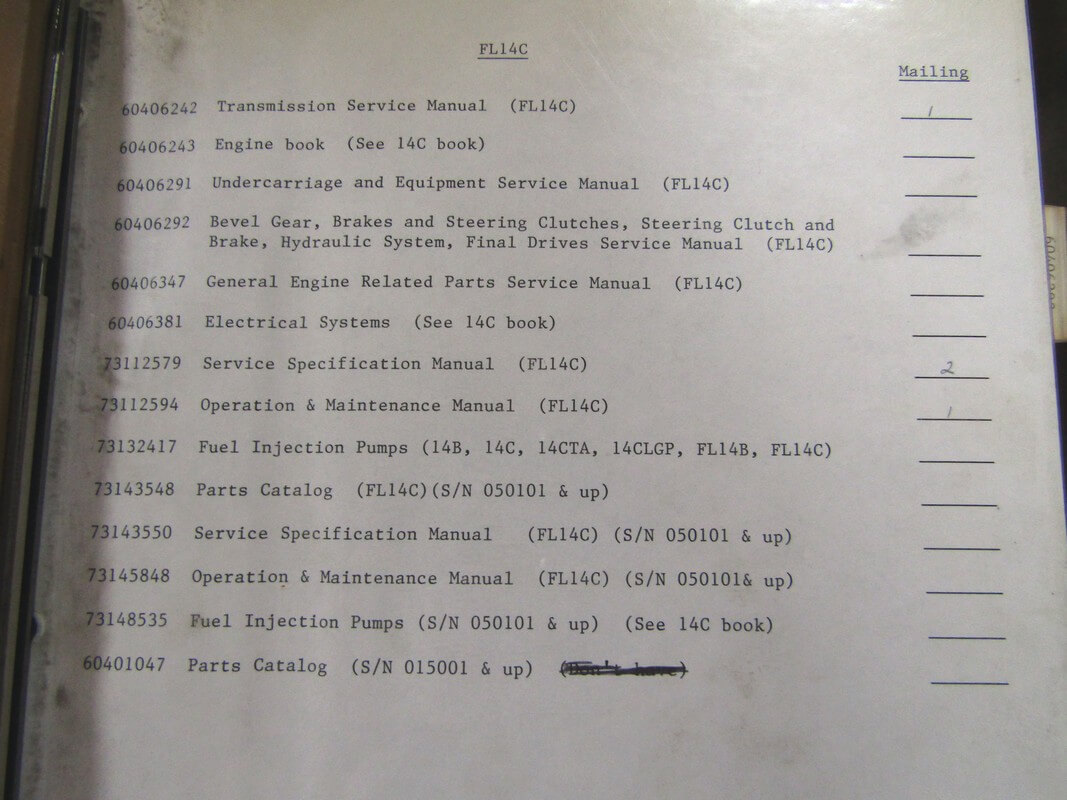 FL14C
Mailing
60406242 Transmission Service Manual (FL14C) 1
60406243 Engine book (See 14C book)
60406291 Undercarriage and Equipment Service Manual (FL14C)
60406292 Bevel Gear, Brakes and Steering Clutches, Steering Clutch and
Brake, Hydraulic System, Final Drives Service Manual (FL14C)
60406347 General Engine Related Parts Service Manual (FL14C)
60406381 Electrical Systems (See 14C book)
73112579 Service Specification Manual (FL14C) 2
73112594 Operation & Maintenance Manual (FL14C) 1
73132417 Fuel Injection Pumps (14B, 14C, 14CTA, 14CLGP, FL14B, FL14C)
73143548 Parts Catalog (FL14C)(S/N 050101 & up)
73143550 Service Specification Manual (FL14C) (S/N 050101 & up)
73145848 Operation & Maintenance Manual (FL14C) (S/N 050101& up)
73148535 Fuel Injection Pumps (S/N 050101 & up) (See 14C book)
60401047 Parts Catalog (S/N 015001 & up) (Don't have)